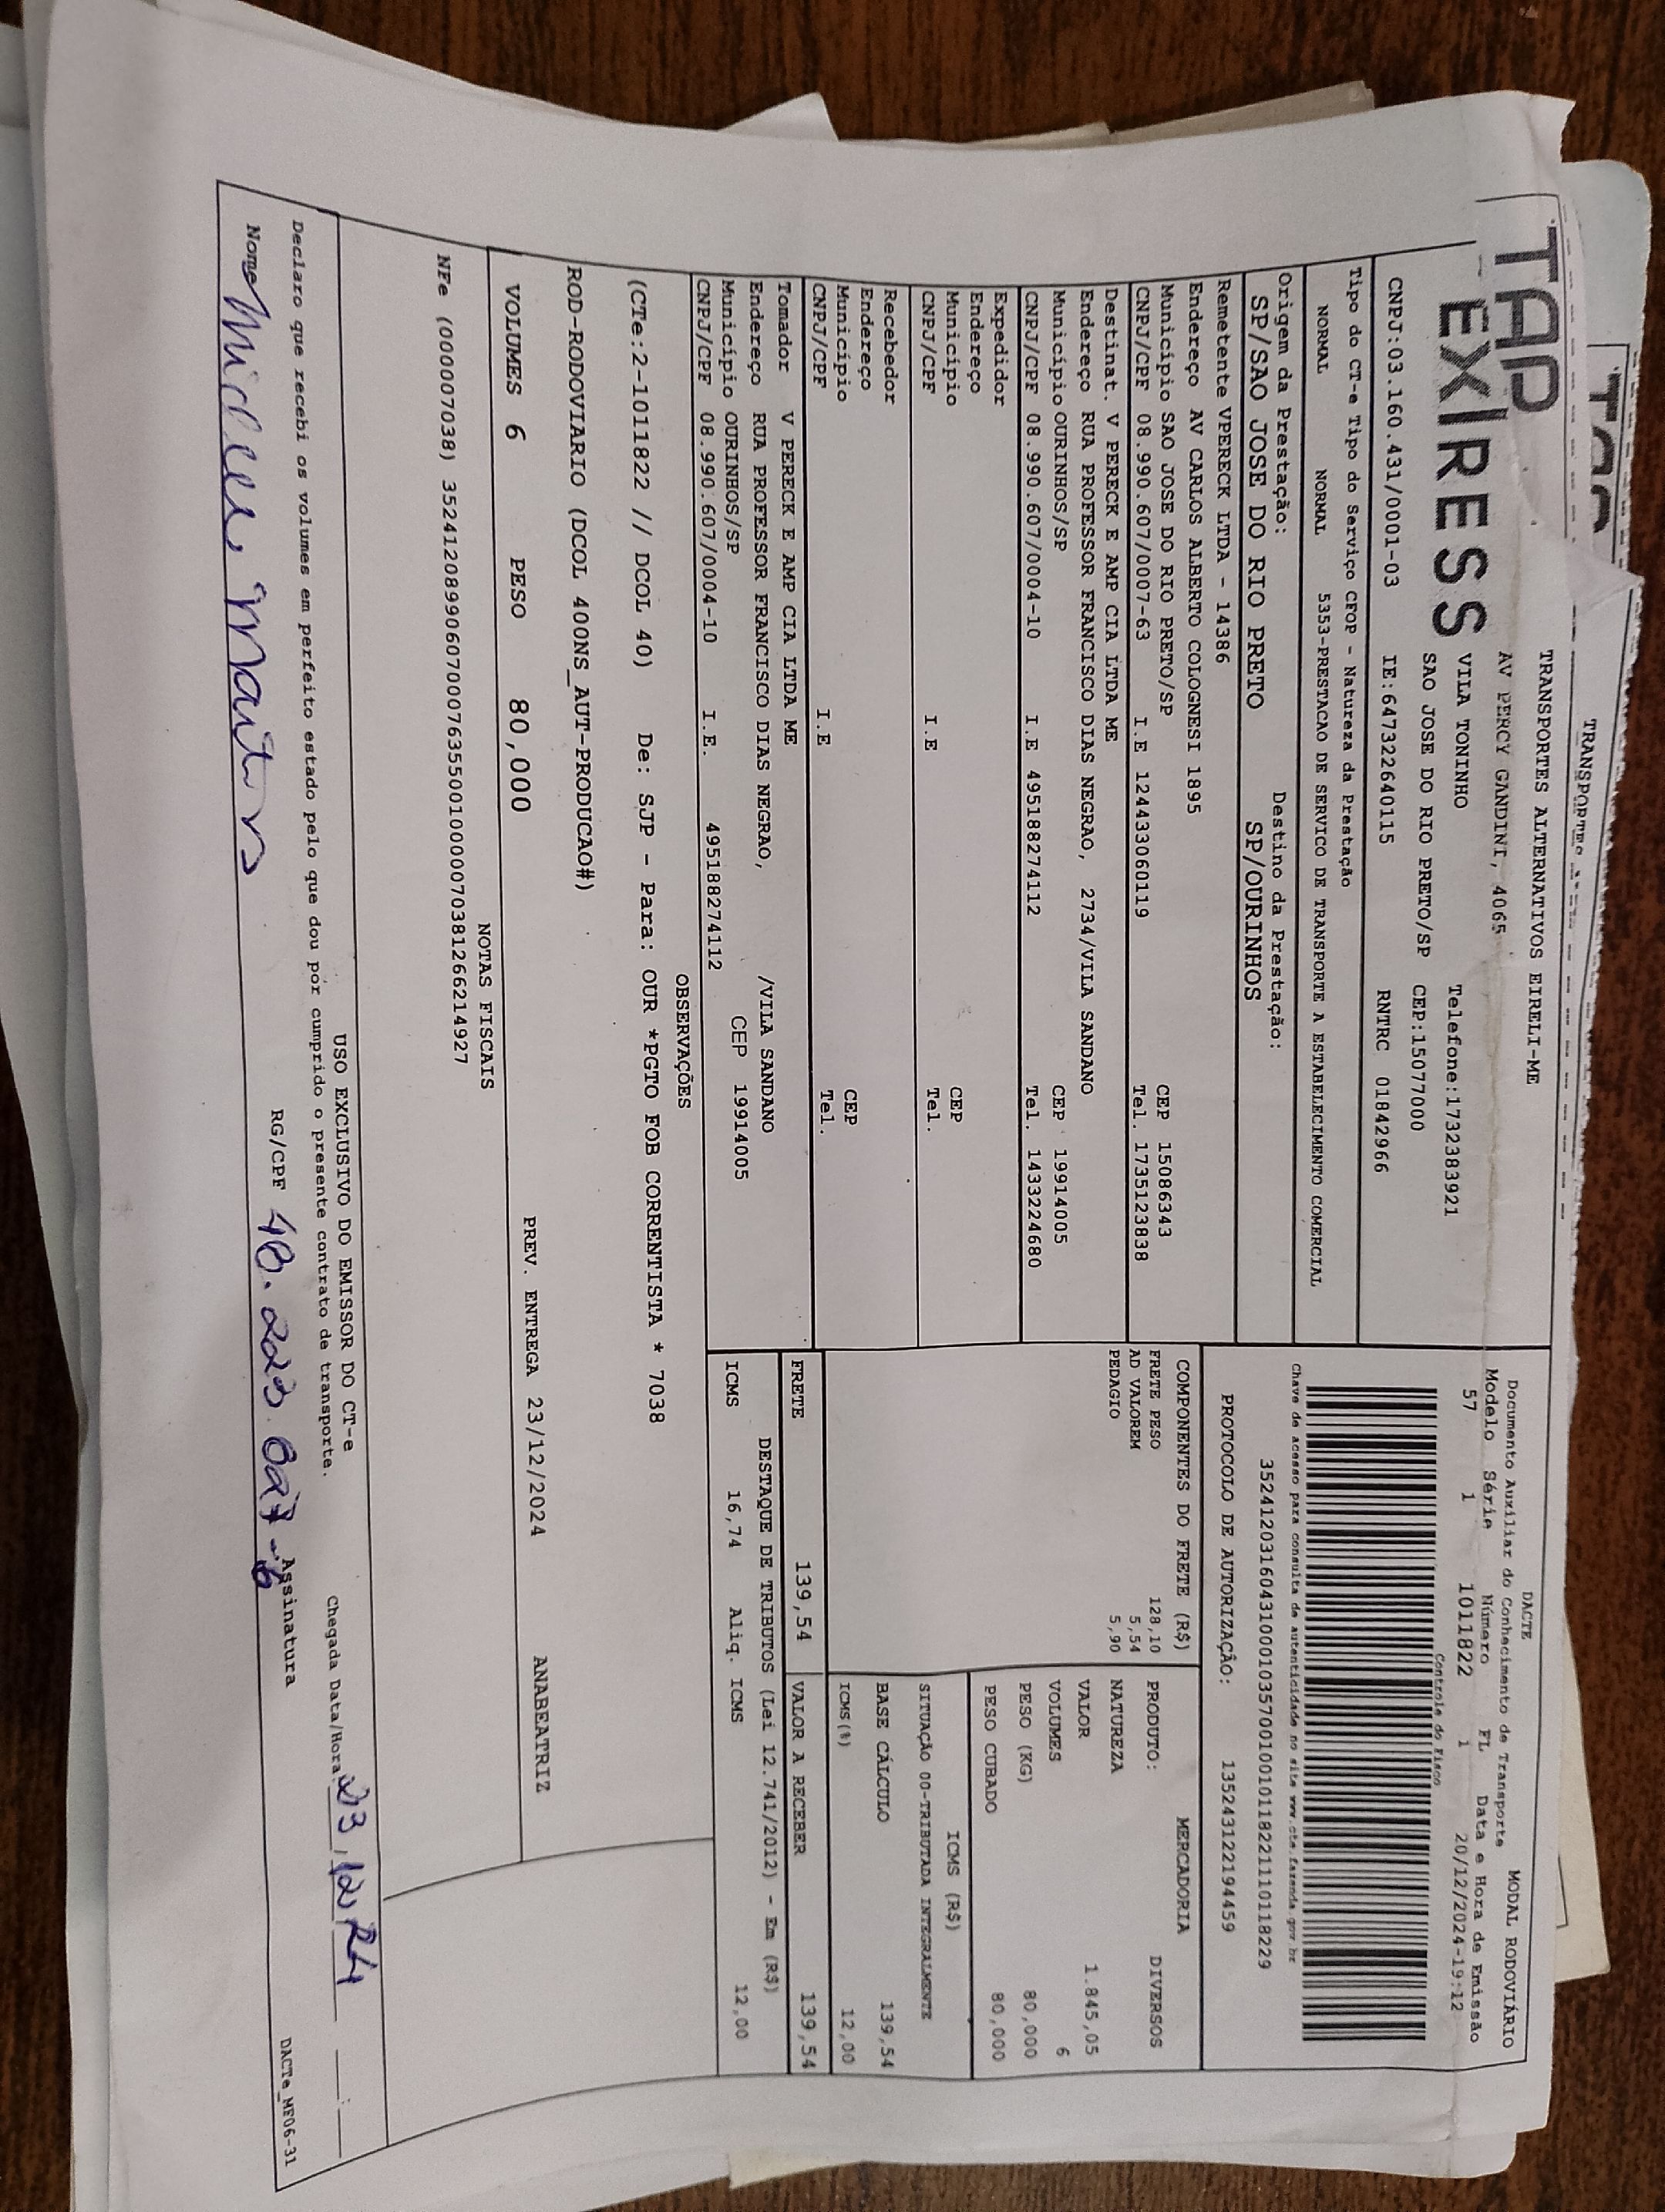 TRANSPORTES
TAP
EX RESS
TRANSPORTES ALTERNATIVOS EIRELI-ME
AV PERCY GANDINI, 4065
VILA TONINHO Telefone:1732383921
SAO JOSE DO RIO PRETO/SP CEP:15077000
CNPJ:03.160.431/0001-03 IE:647322640115 RNTRC 01842966
DACTE MODAL RODOVIÁRIO
Documento Auxiliar do Conhecimento de Transporte
Modelo Série Número FL Data e Hora de Emissão
57 1 1011822 1 20/12/2024-19:12
Controle do Fisco
Chave de acesso para consulta de autenticidade no site www.cte.fazenda.gov.br
35241203160431000103570010010118221110118229
PROTOCOLO DE AUTORIZAÇÃO: 135243122194459
Tipo do CT-e Tipo do Serviço CFOP - Natureza da Prestação
NORMAL NORMAL 5353-PRESTACAO DE SERVICO DE TRANSPORTE A ESTABELECIMENTO COMERCIAL
Origem da Prestação: Destino da Prestação:
SP/SAO JOSE DO RIO PRETO SP/OURINHOS
Remetente VPERECK LTDA - 14386
Endereço AV CARLOS ALBERTO COLOGNESI 1895
Município SAO JOSE DO RIO PRETO/SP CEP 15086343
CNPJ/CPF 08.990.607/0007-63 I.E 124433060119 Tel. 173512383​8
Destinat. V PERECK E AMP CIA LTDA ME
Endereço RUA PROFESSOR FRANCISCO DIAS NEGRAO, 2734/VILA SANDANO
Município OURINHOS/SP CEP 19914005
CNPJ/CPF 08.990.607/0004-10 I.E 495188274112 Tel. 1433224680
Expedidor
Endereço
Município CEP
CNPJ/CPF I.E Tel.
Recebedor
Endereço
Município CEP
CNPJ/CPF I.E Tel.
Tomador V PERECK E AMP CIA LTDA ME
Endereço RUA PROFESSOR FRANCISCO DIAS NEGRAO, /VILA SANDANO
Município OURINHOS/SP CEP 19914005
CNPJ/CPF 08.990.607/0004-10 I.E. 495188274112
COMPONENTES DO FRETE (R$)
FRETE PESO 128,10
AD VALOREM 5,54
PEDAGIO 5,90
MERCADORIA
PRODUTO: DIVERSOS
NATUREZA
VALOR 1.845,05
VOLUMES 6
PESO (KG) 80,000
PESO CUBADO 80,000
ICMS (R$)
SITUAÇÃO 00-TRIBUTADA INTEGRALMENTE
BASE CÁLCULO 139,54
ICMS(%) 12,00
FRETE 139,54 VALOR A RECEBER 139,54
DESTAQUE DE TRIBUTOS (Lei 12.741/2012) - Em (R$)
ICMS 16,74 Aliq. ICMS 12,00
OBSERVAÇÕES
(CTe:2-1011822 // DCOL 40) De: SJP - Para: OUR *PGTO FOB CORRENTISTA * 7038
ROD-RODOVIARIO (DCOL 400NS_AUT-PRODUCAO#)
VOLUMES 6 PESO 80,000 PREV. ENTREGA 23/12/2024 ANABEATRIZ
NOTAS FISCAIS
NFe (000007038) 35241208990607000763550010000070381266214927
USO EXCLUSIVO DO EMISSOR DO CT-e
Declaro que recebi os volumes em perfeito estado pelo que dou por cumprido o presente contrato de transporte. Chegada Data/Hora 23/12/24
Nome Martins RG/CPF Assinatura
DACTe_MF06-31